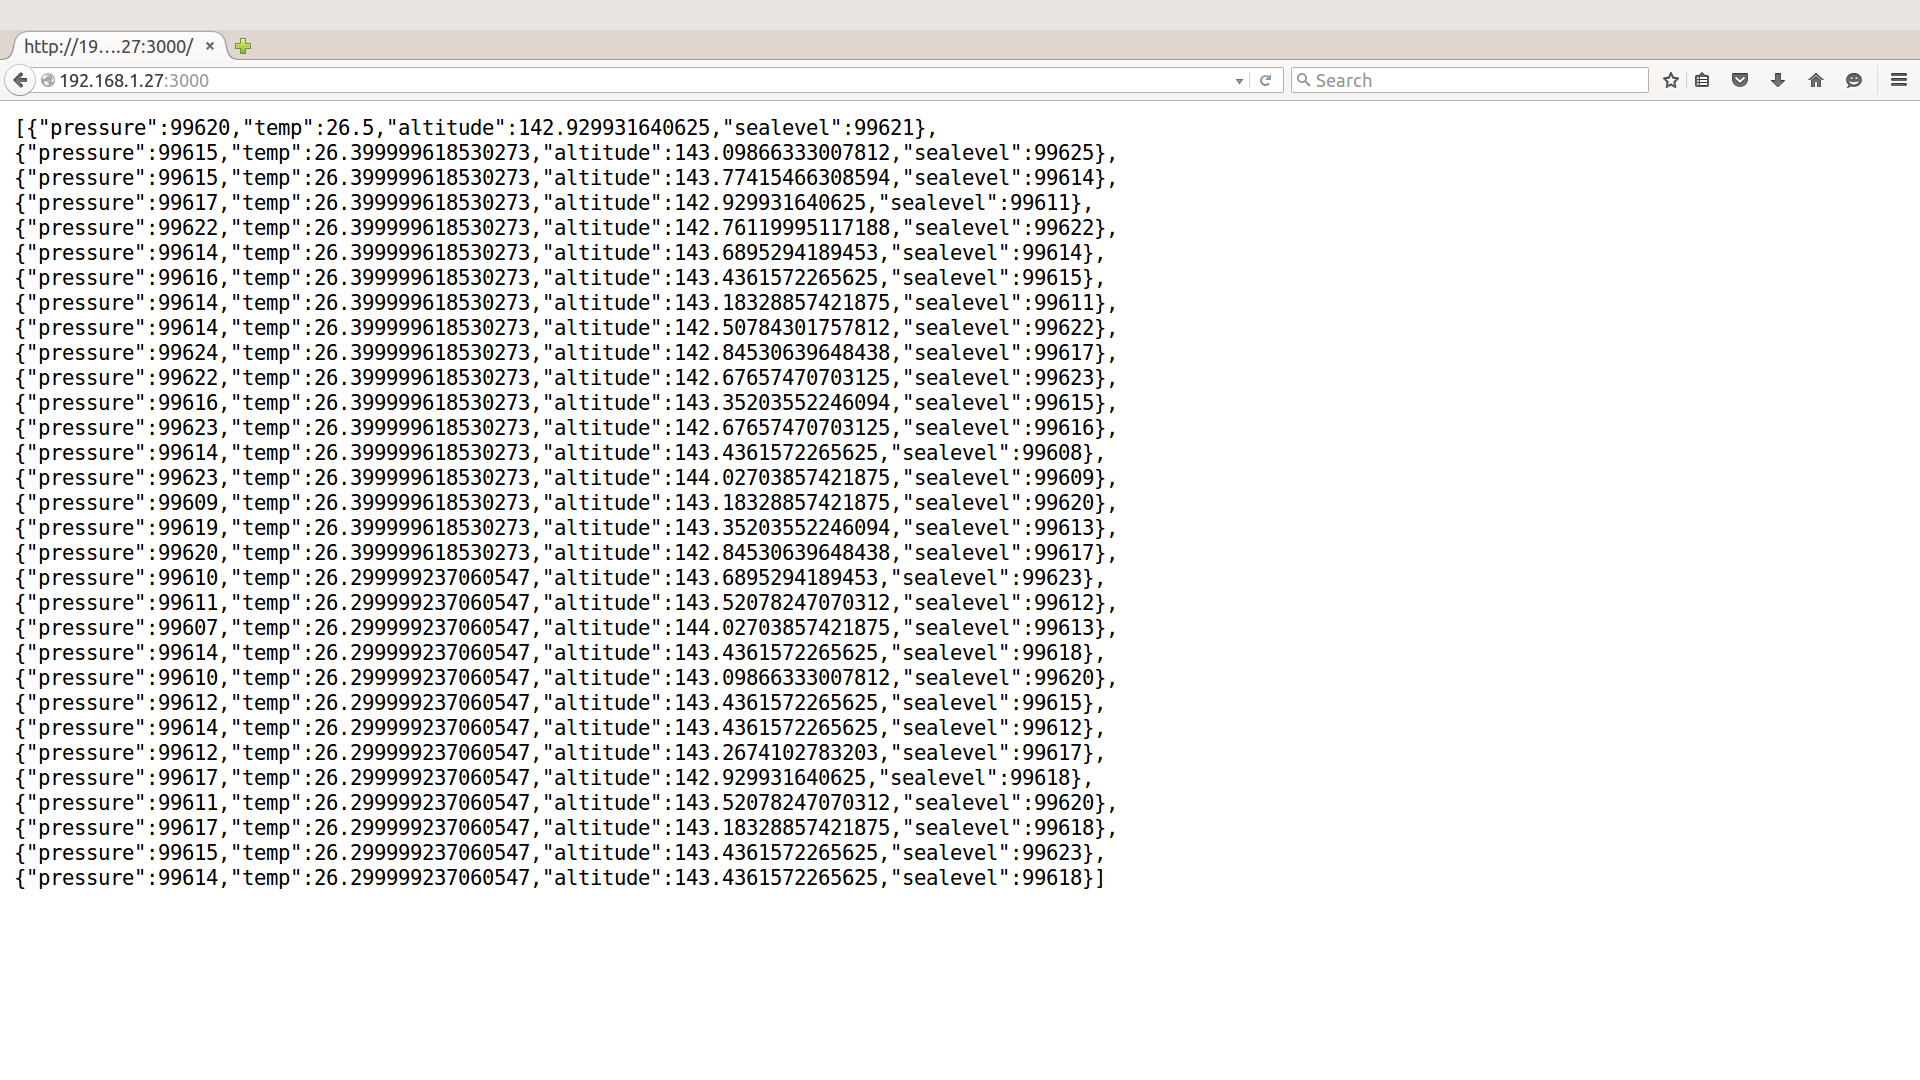 http://19....27:3000/
192.168.1.27:3000
Search
[{"pressure":99620,"temp":26.5,"altitude":142.929931640625,"sealevel":99621},
{"pressure":99615,"temp":26.399999618530273,"altitude":143.09866333007812,"sealevel":99625},
{"pressure":99615,"temp":26.399999618530273,"altitude":143.77415466308594,"sealevel":99614},
{"pressure":99617,"temp":26.399999618530273,"altitude":142.929931640625,"sealevel":99611},
{"pressure":99622,"temp":26.399999618530273,"altitude":142.76119995117188,"sealevel":99622},
{"pressure":99614,"temp":26.399999618530273,"altitude":143.6895294189453,"sealevel":99614},
{"pressure":99616,"temp":26.399999618530273,"altitude":143.4361572265625,"sealevel":99615},
{"pressure":99614,"temp":26.399999618530273,"altitude":143.18328857421875,"sealevel":99611},
{"pressure":99614,"temp":26.399999618530273,"altitude":142.50784301757812,"sealevel":99622},
{"pressure":99624,"temp":26.399999618530273,"altitude":142.84530639648438,"sealevel":99617},
{"pressure":99622,"temp":26.399999618530273,"altitude":142.67657470703125,"sealevel":99623},
{"pressure":99616,"temp":26.399999618530273,"altitude":143.35203552246094,"sealevel":99615},
{"pressure":99623,"temp":26.399999618530273,"altitude":142.67657470703125,"sealevel":99616},
{"pressure":99614,"temp":26.399999618530273,"altitude":143.4361572265625,"sealevel":99608},
{"pressure":99623,"temp":26.399999618530273,"altitude":144.02703857421875,"sealevel":99609},
{"pressure":99609,"temp":26.399999618530273,"altitude":143.18328857421875,"sealevel":99620},
{"pressure":99619,"temp":26.399999618530273,"altitude":143.35203552246094,"sealevel":99613},
{"pressure":99620,"temp":26.399999618530273,"altitude":142.84530639648438,"sealevel":99617},
{"pressure":99610,"temp":26.299999237060547,"altitude":143.6895294189453,"sealevel":99623},
{"pressure":99611,"temp":26.299999237060547,"altitude":143.52078247070312,"sealevel":99612},
{"pressure":99607,"temp":26.299999237060547,"altitude":144.02703857421875,"sealevel":99613},
{"pressure":99614,"temp":26.299999237060547,"altitude":143.4361572265625,"sealevel":99618},
{"pressure":99610,"temp":26.299999237060547,"altitude":143.09866333007812,"sealevel":99620},
{"pressure":99612,"temp":26.299999237060547,"altitude":143.4361572265625,"sealevel":99615},
{"pressure":99614,"temp":26.299999237060547,"altitude":143.4361572265625,"sealevel":99612},
{"pressure":99612,"temp":26.299999237060547,"altitude":143.2674102783203,"sealevel":99617},
{"pressure":99617,"temp":26.299999237060547,"altitude":142.929931640625,"sealevel":99618},
{"pressure":99611,"temp":26.299999237060547,"altitude":143.52078247070312,"sealevel":99620},
{"pressure":99617,"temp":26.299999237060547,"altitude":143.18328857421875,"sealevel":99618},
{"pressure":99615,"temp":26.299999237060547,"altitude":143.4361572265625,"sealevel":99623},
{"pressure":99614,"temp":26.299999237060547,"altitude":143.4361572265625,"sealevel":99618}]